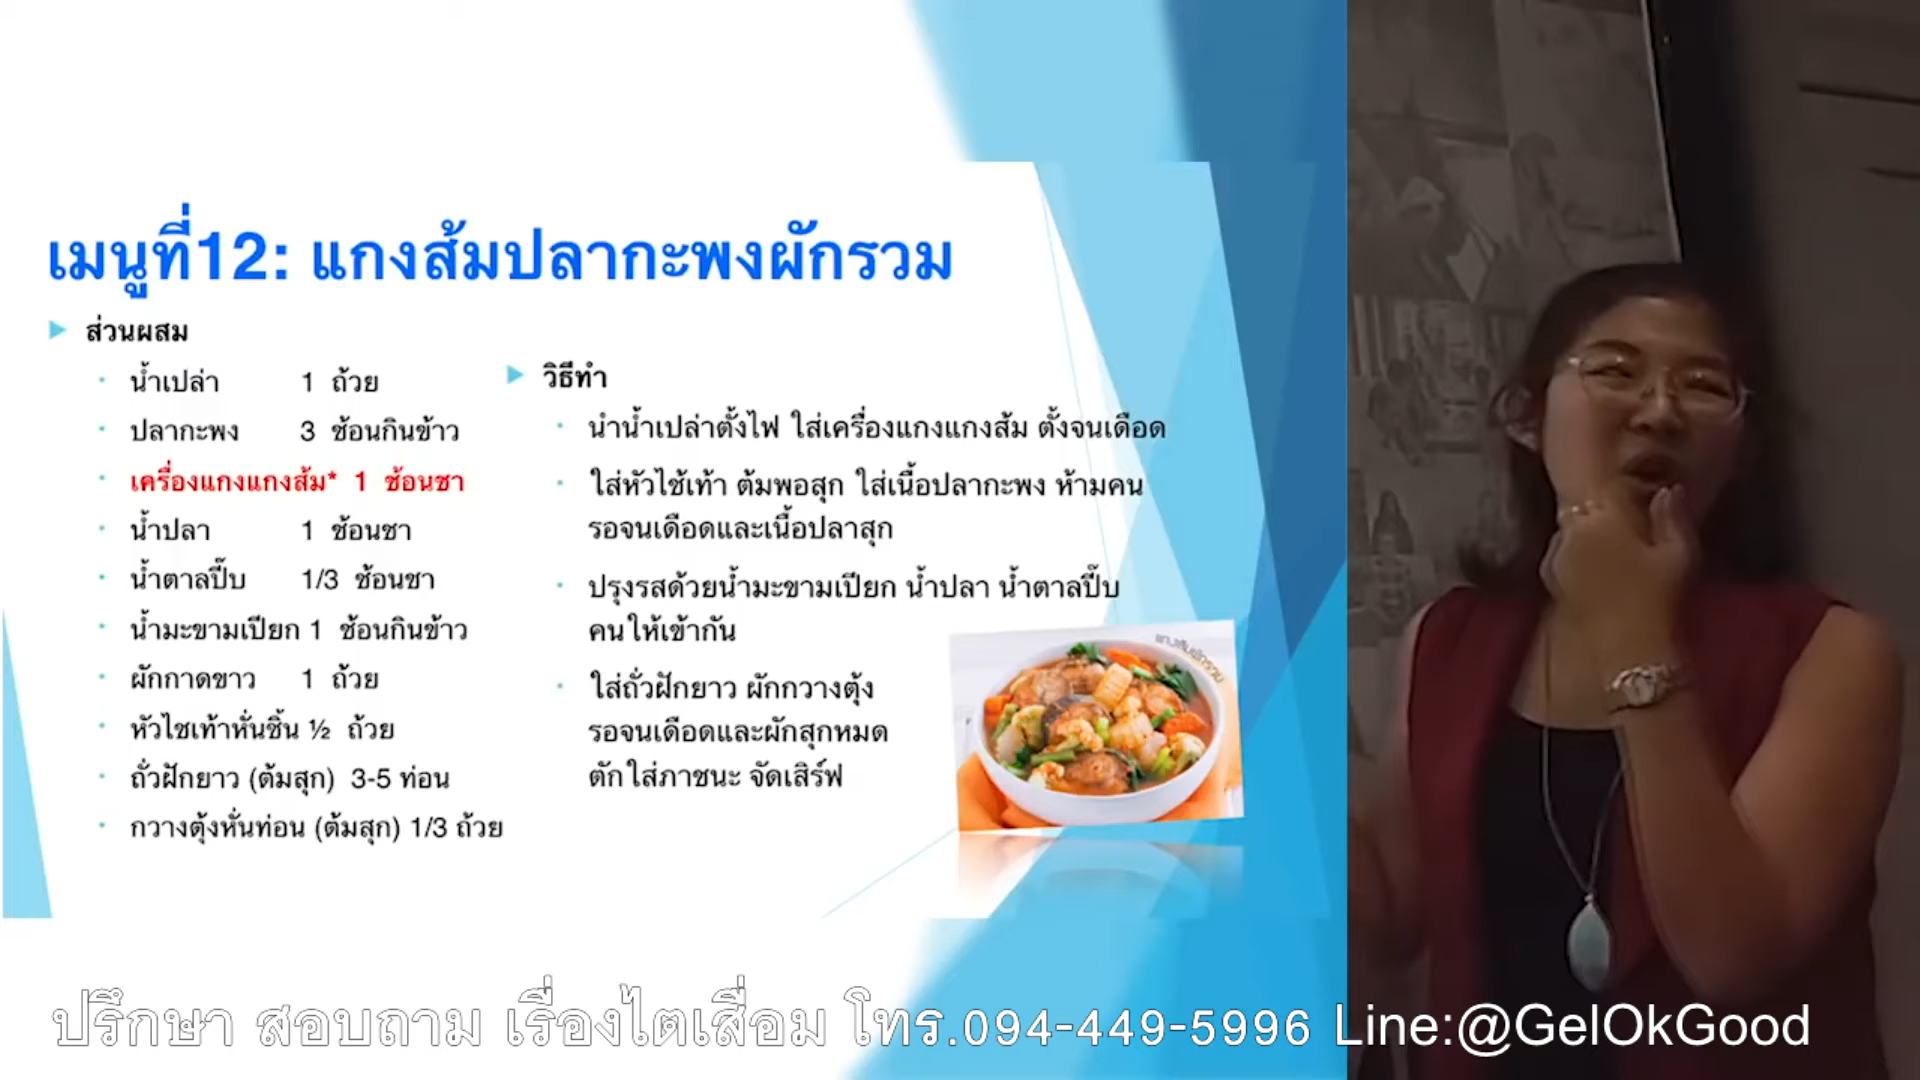 เมนูที่12: แกงส้มปลากะพงผักรวม
ส่วนผสม
น้ำเปล่า 1 ถ้วย
ปลากะพง 3 ช้อนกินข้าว
เครื่องแกงแกงส้ม* 1 ช้อนชา
น้ำปลา 1 ช้อนชา
น้ำตาลปี๊บ 1/3 ช้อนชา
น้ำมะขามเปียก 1 ช้อนกินข้าว
ผักกาดขาว 1 ถ้วย
หัวไชเท้าหั่นชิ้น ½ ถ้วย
ถั่วฝักยาว (ต้มสุก) 3-5 ท่อน
กวางตุ้งหั่นท่อน (ต้มสุก) 1/3 ถ้วย
วิธีทำ
นำน้ำเปล่าตั้งไฟ ใส่เครื่องแกงแกงส้ม ตั้งจนเดือด
ใส่หัวไช้เท้า ต้มพอสุก ใส่เนื้อปลากะพง ห้ามคน
รอจนเดือดและเนื้อปลาสุก
ปรุงรสด้วยน้ำมะขามเปียก น้ำปลา น้ำตาลปี๊บ
คนให้เข้ากัน
ใส่ถั่วฝักยาว ผักกวางตุ้ง
รอจนเดือดและผักสุกหมด
ตักใส่ภาชนะ จัดเสิร์ฟ
แกงส้มผักรวม
ปรึกษา สอบถาม เรื่องไตเสื่อม โทร.094-449-5996 Line:@GelOkGood